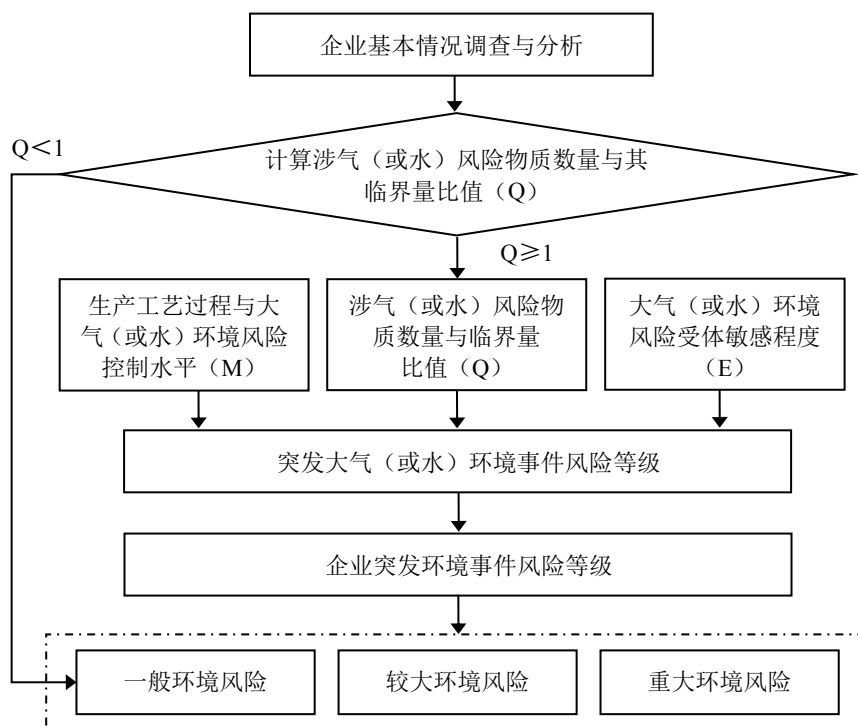 企业基本情况调查与分析
Q＜1
计算涉气（或水）风险物质数量与其
临界量比值（Q）
Q≥1
生产工艺过程与大
气（或水）环境风险
控制水平（M）
涉气（或水）风险物
质数量与临界量
比值（Q）
大气（或水）环境
风险受体敏感程度
（E）
突发大气（或水）环境事件风险等级
企业突发环境事件风险等级
一般环境风险
较大环境风险
重大环境风险